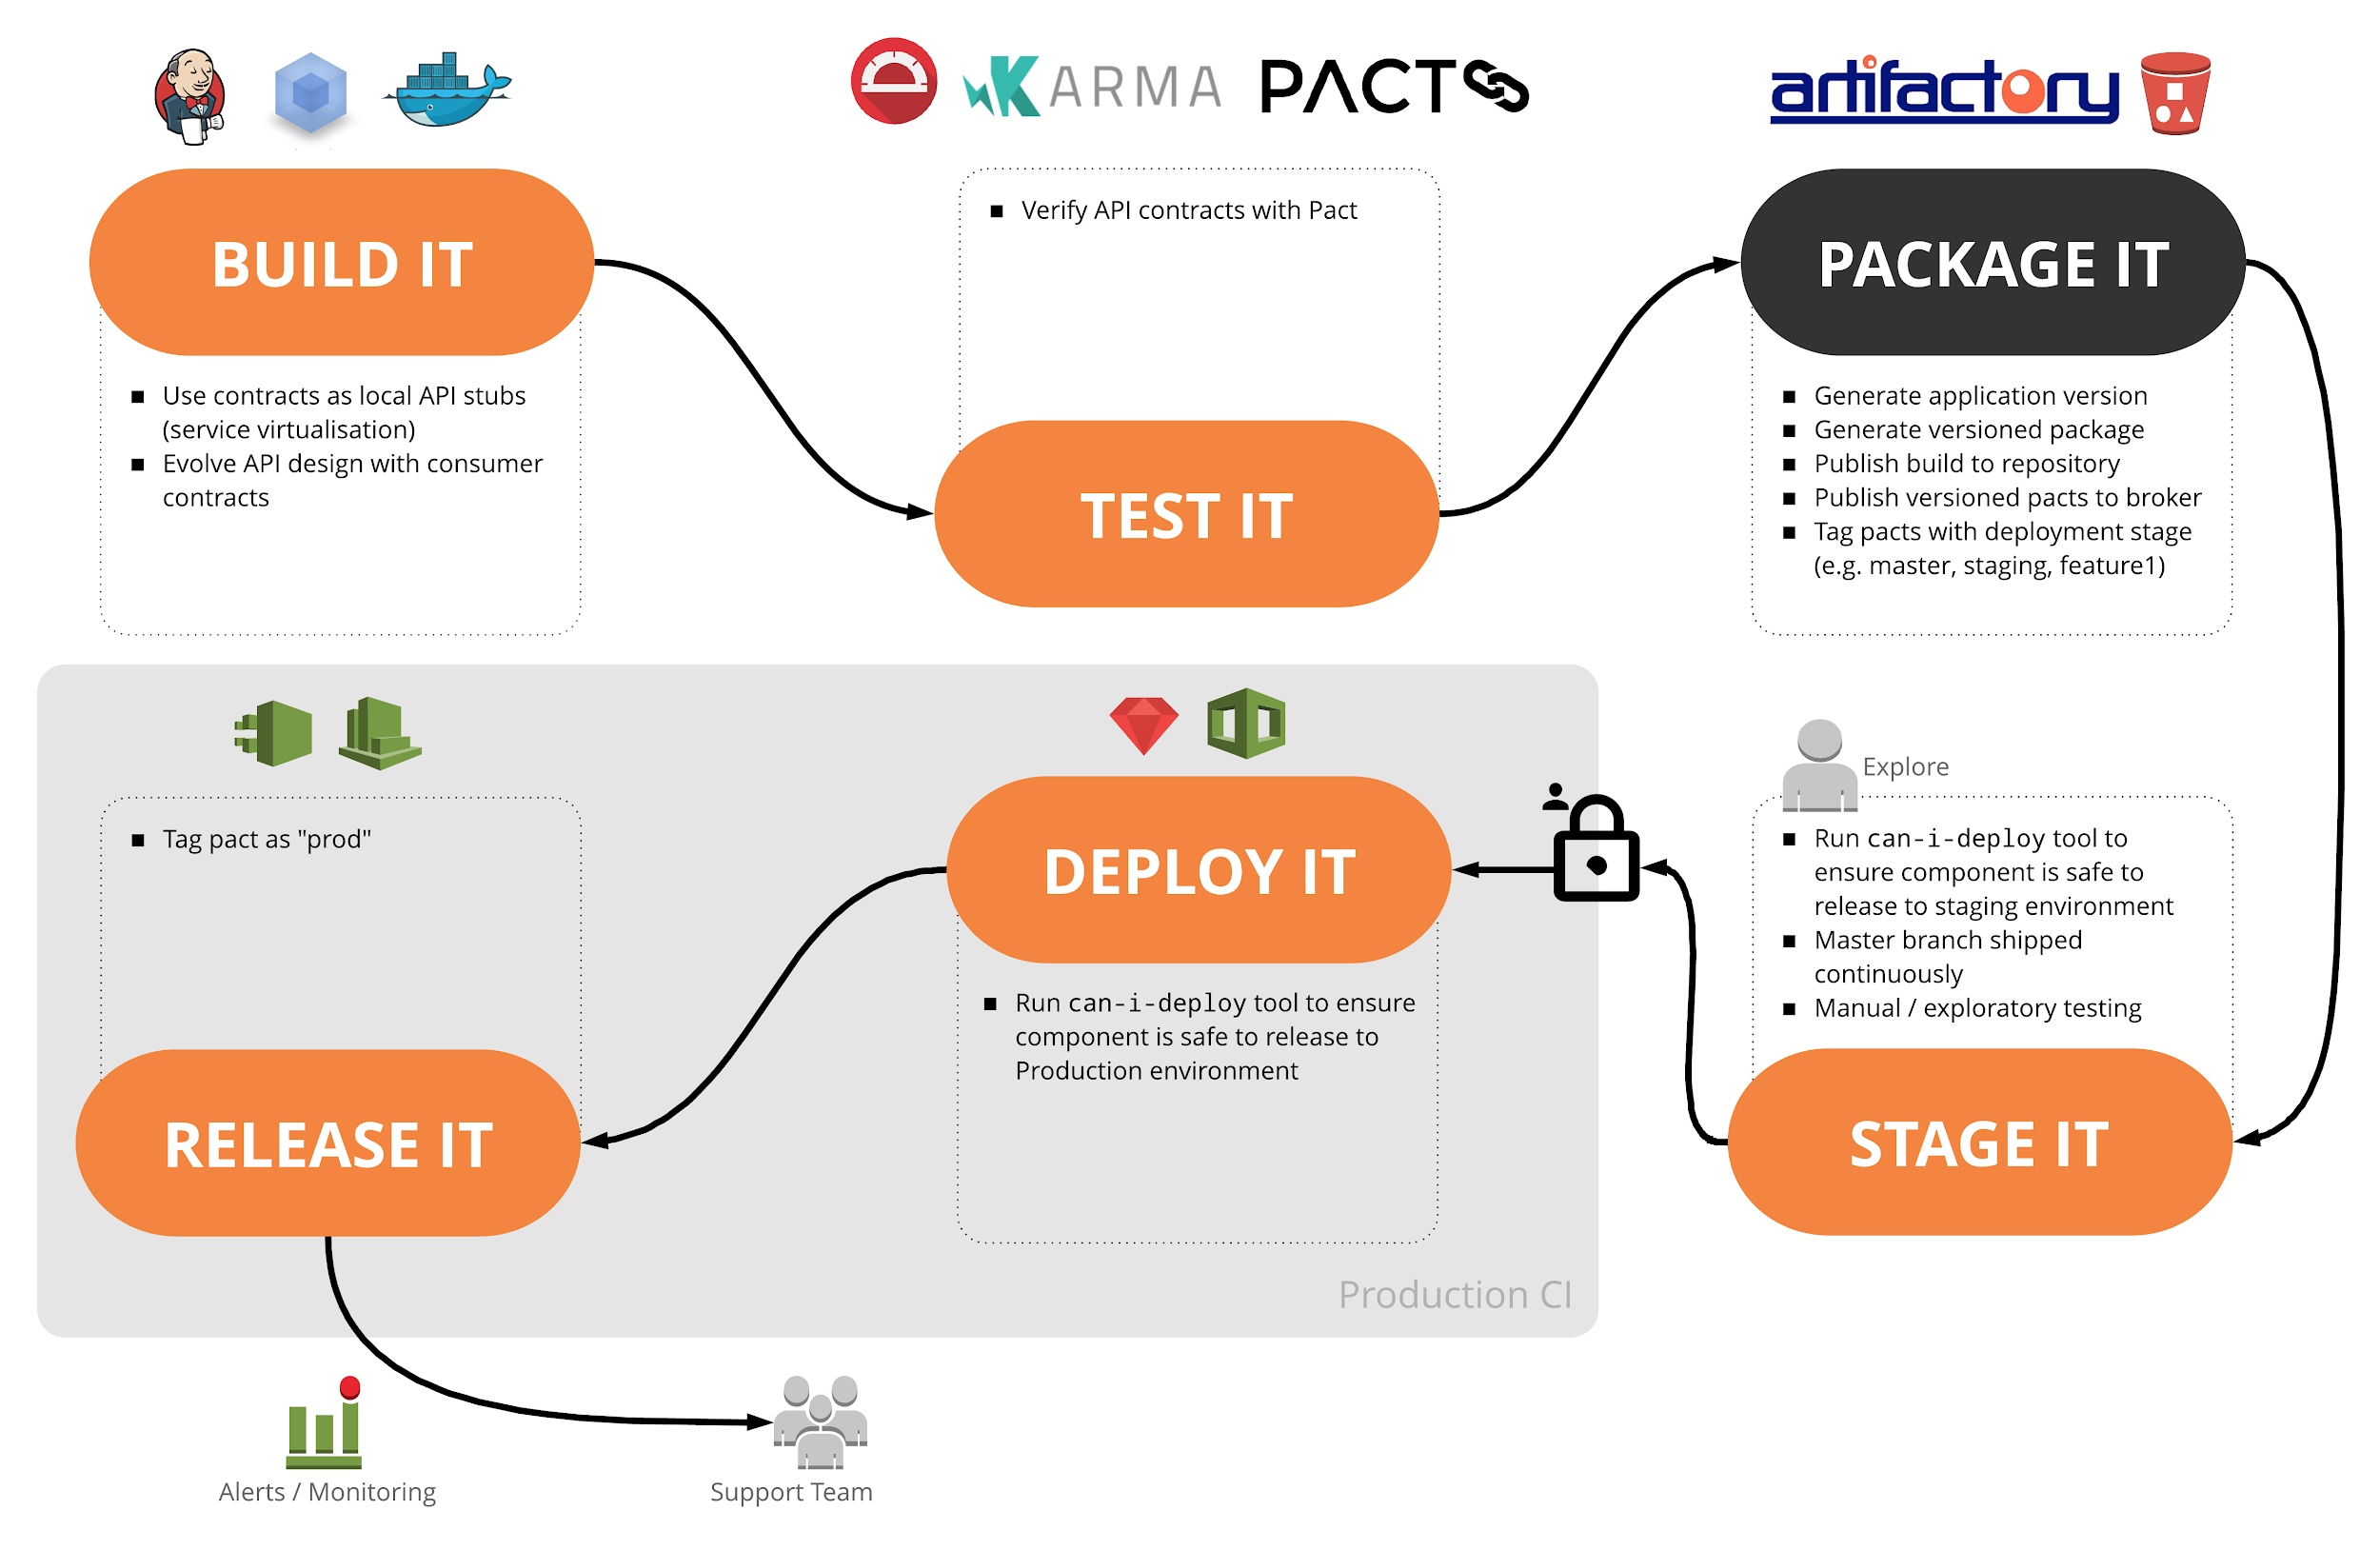 KARMA
PACT
artifactory
BUILD IT
■ Use contracts as local API stubs
(service virtualisation)
■ Evolve API design with consumer
contracts
■ Verify API contracts with Pact
TEST IT
PACKAGE IT
■ Generate application version
■ Generate versioned package
■ Publish build to repository
■ Publish versioned pacts to broker
■ Tag pacts with deployment stage
(e.g. master, staging, feature1)
Explore
■ Run can-i-deploy tool to
ensure component is safe to
release to staging environment
■ Master branch shipped
continuously
■ Manual / exploratory testing
STAGE IT
DEPLOY IT
■ Run can-i-deploy tool to ensure
component is safe to release to
Production environment
■ Tag pact as "prod"
RELEASE IT
Production CI
Alerts / Monitoring
Support Team